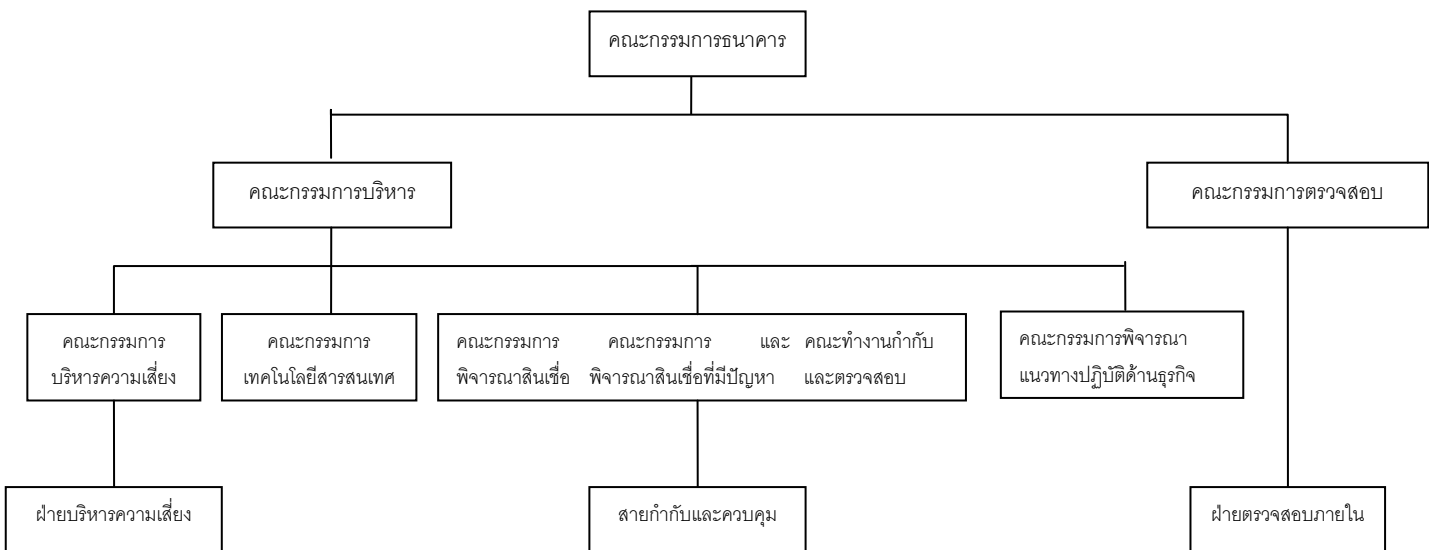 คณะกรรมการธนาคาร
คณะกรรมการบริหาร
คณะกรรมการตรวจสอบ
คณะกรรมการ
บริหารความเสี่ยง
คณะกรรมการ
เทคโนโลยีสารสนเทศ
คณะกรรมการ คณะกรรมการ และ คณะทำงานกำกับ
พิจารณาสินเชื่อ พิจารณาสินเชื่อที่มีปัญหา และตรวจสอบ
คณะกรรมการพิจารณา
แนวทางปฏิบัติด้านธุรกิจ
ฝ่ายบริหารความเสี่ยง
สายกำกับและควบคุม
ฝ่ายตรวจสอบภายใน